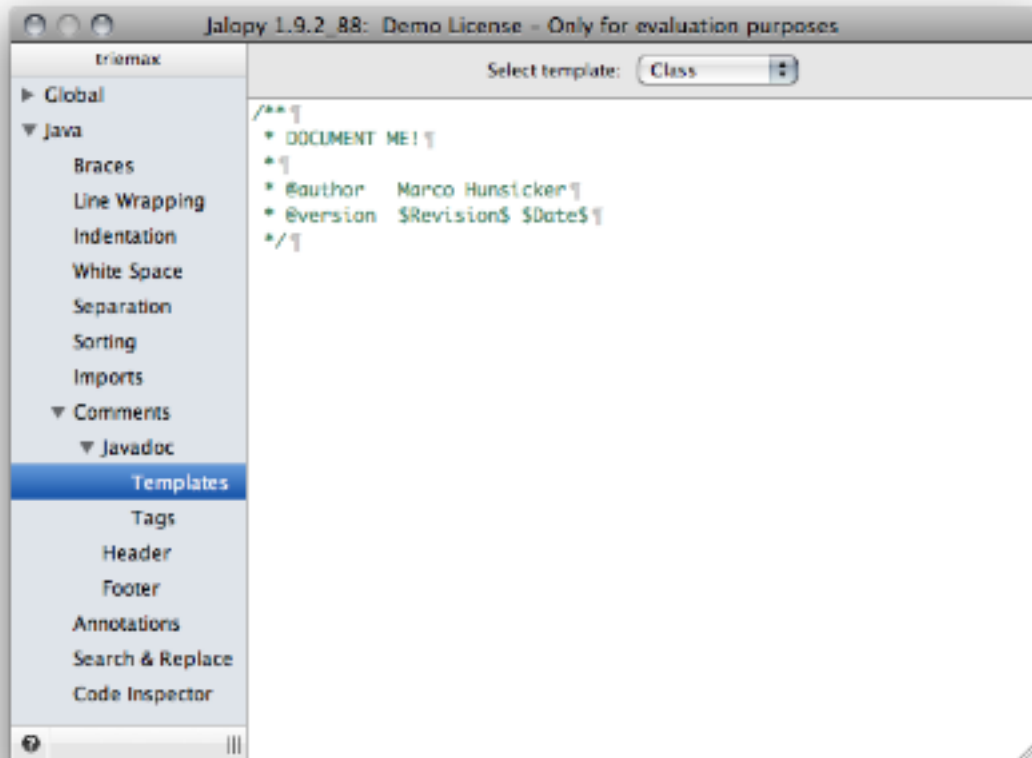 Jalopy 1.9.2_88: Demo License – Only for evaluation purposes
triemax
Select template: Class
Global
Java
Braces
Line Wrapping
Indentation
White Space
Separation
Sorting
Imports
Comments
Javadoc
Templates
Tags
Header
Footer
Annotations
Search & Replace
Code Inspector
/**¶
* DOCUMENT ME!¶
*¶
* @author Marco Hunsicker¶
* @version $Revision$ $Date$¶
*/¶